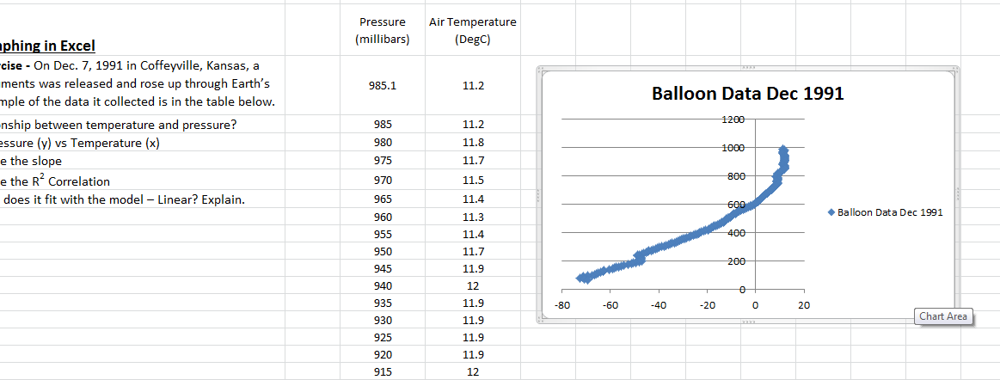 Pressure Air Temperature
(millibars) (DegC)
phing in Excel
rcise - On Dec. 7, 1991 in Coffeyville, Kansas, a
ments was released and rose up through Earth's
mple of the data it collected is in the table below.
985.1 11.2
nship between temperature and pressure?
985 11.2
essure (y) vs Temperature (x)
980 11.8
e the slope
975 11.7
e the R² Correlation
970 11.5
does it fit with the model – Linear? Explain.
965 11.4
960 11.3
955 11.4
950 11.7
945 11.9
940 12
935 11.9
930 11.9
925 11.9
920 11.9
915 12
Balloon Data Dec 1991
1200
1000
800
600
400
200
0
-80 -60 -40 -20 0 20
Balloon Data Dec 1991
Chart Area